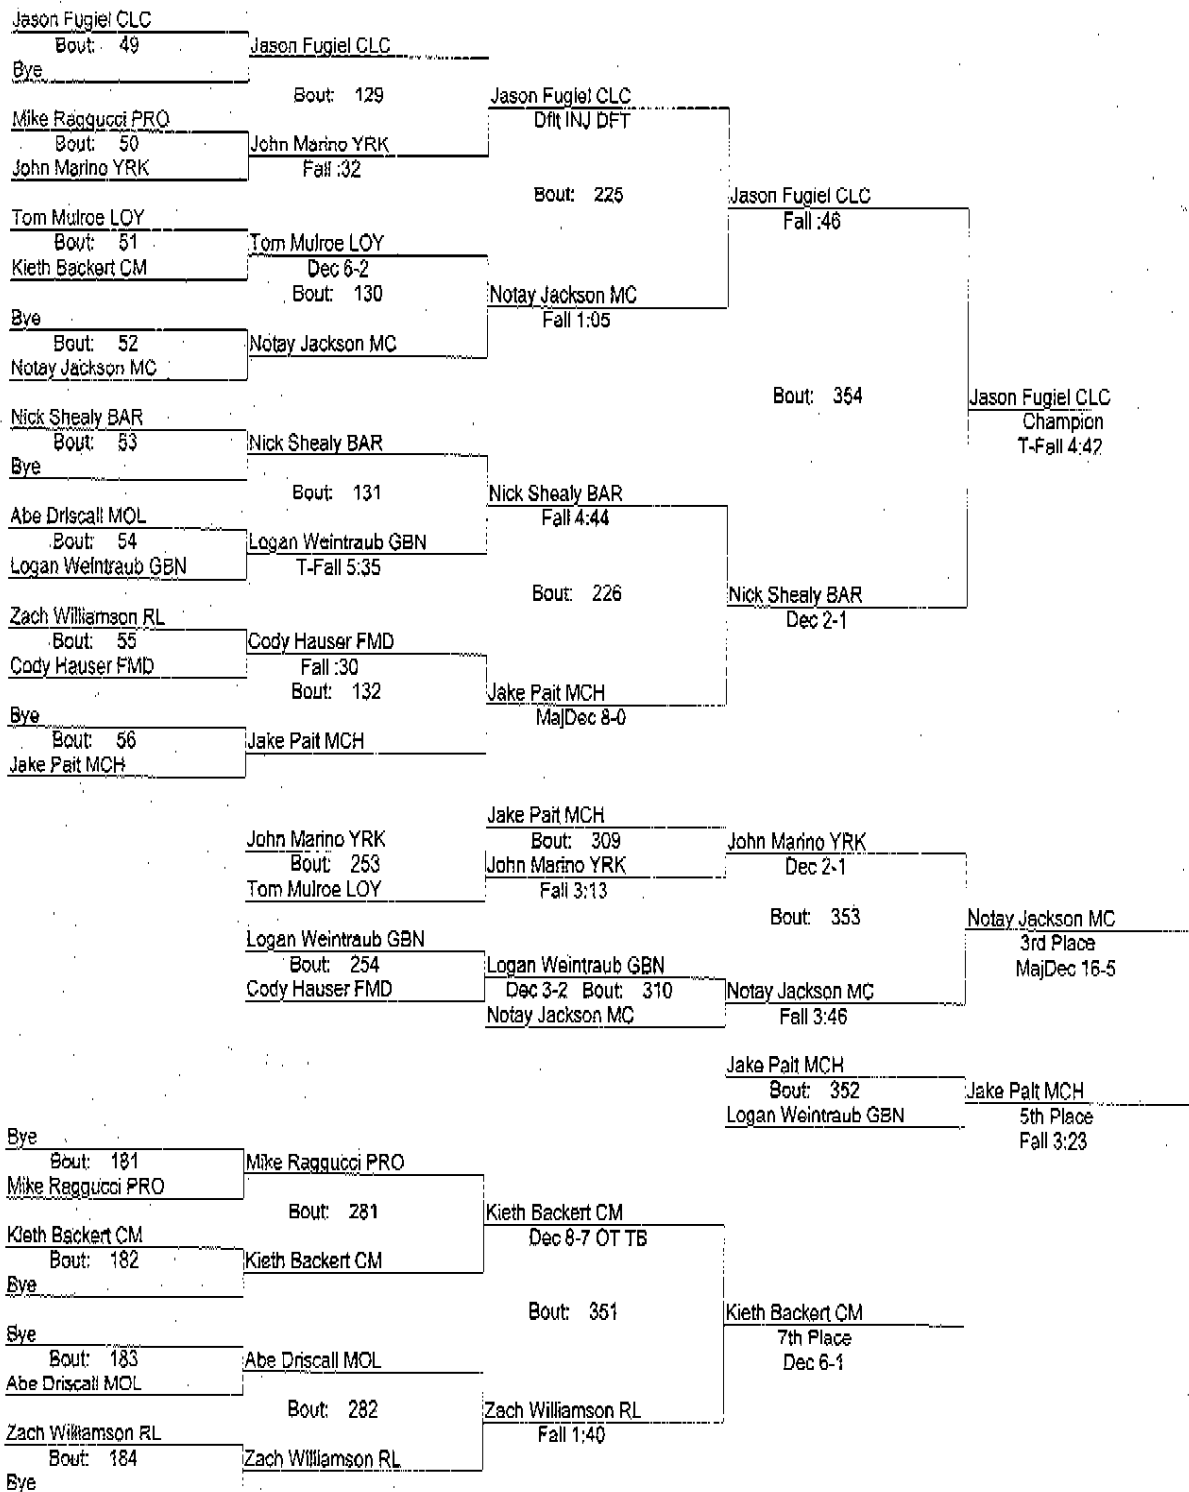 Jason Fugiel CLC
Bout: 49
Bye
Jason Fugiel CLC
Bout: 129
Mike Raggucci PRO
Bout: 50
John Marino YRK
John Marino YRK
Fall :32
Jason Fugiel CLC
Dflt INJ DFT
Bout: 225
Tom Mulroe LOY
Bout: 51
Kieth Backert CM
Tom Mulroe LOY
Dec 6-2
Bout: 130
Bye
Bout: 52
Notay Jackson MC
Notay Jackson MC
Notay Jackson MC
Fall 1:05
Jason Fugiel CLC
Fall :46
Bout: 354
Jason Fugiel CLC
Champion
T-Fall 4:42
Nick Shealy BAR
Bout: 53
Bye
Nick Shealy BAR
Bout: 131
Abe Driscall MOL
Bout: 54
Logan Weintraub GBN
Logan Weintraub GBN
T-Fall 5:35
Nick Shealy BAR
Fall 4:44
Bout: 226
Nick Shealy BAR
Dec 2-1
Zach Williamson RL
Bout: 55
Cody Hauser FMD
Cody Hauser FMD
Fall :30
Bout: 132
Bye
Bout: 56
Jake Pait MCH
Jake Pait MCH
Jake Pait MCH
MajDec 8-0
John Marino YRK
Bout: 253
Tom Mulroe LOY
Jake Pait MCH
Bout: 309
John Marino YRK
Fall 3:13
John Marino YRK
Dec 2-1
Bout: 353
Notay Jackson MC
3rd Place
MajDec 16-5
Logan Weintraub GBN
Bout: 254
Cody Hauser FMD
Logan Weintraub GBN
Dec 3-2 Bout: 310
Notay Jackson MC
Notay Jackson MC
Fall 3:46
Jake Pait MCH
Bout: 352
Logan Weintraub GBN
Jake Pait MCH
5th Place
Fall 3:23
Bye
Bout: 181
Mike Raggucci PRO
Mike Raggucci PRO
Bout: 281
Kieth Backert CM
Bout: 182
Bye
Kieth Backert CM
Kieth Backert CM
Dec 8-7 OT TB
Bout: 351
Kieth Backert CM
7th Place
Dec 6-1
Bye
Bout: 183
Abe Driscall MOL
Abe Driscall MOL
Bout: 282
Zach Williamson RL
Bout: 184
Bye
Zach Williamson RL
Zach Williamson RL
Fall 1:40